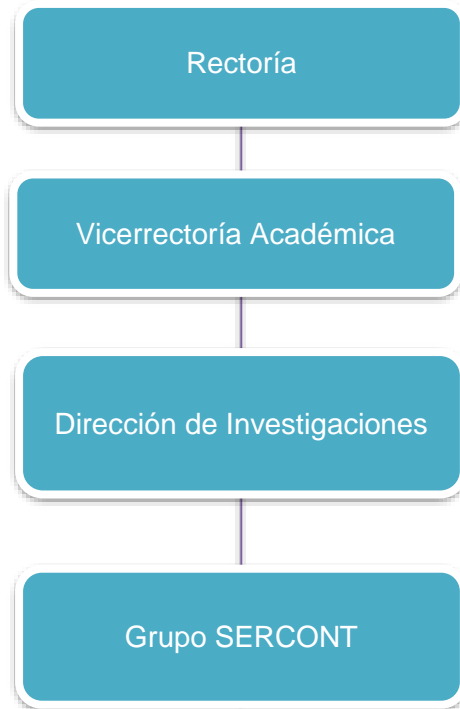 Rectoría
Vicerrectoría Académica
Dirección de Investigaciones
Grupo SERCONT